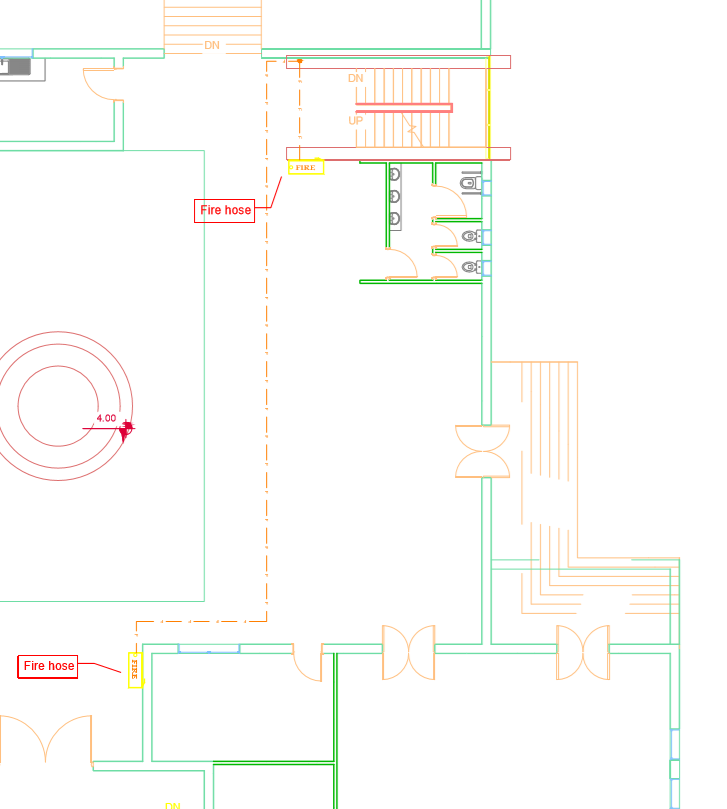 DN
DN
UP
FIRE
Fire hose
4.00
Fire hose
FIRE
DN